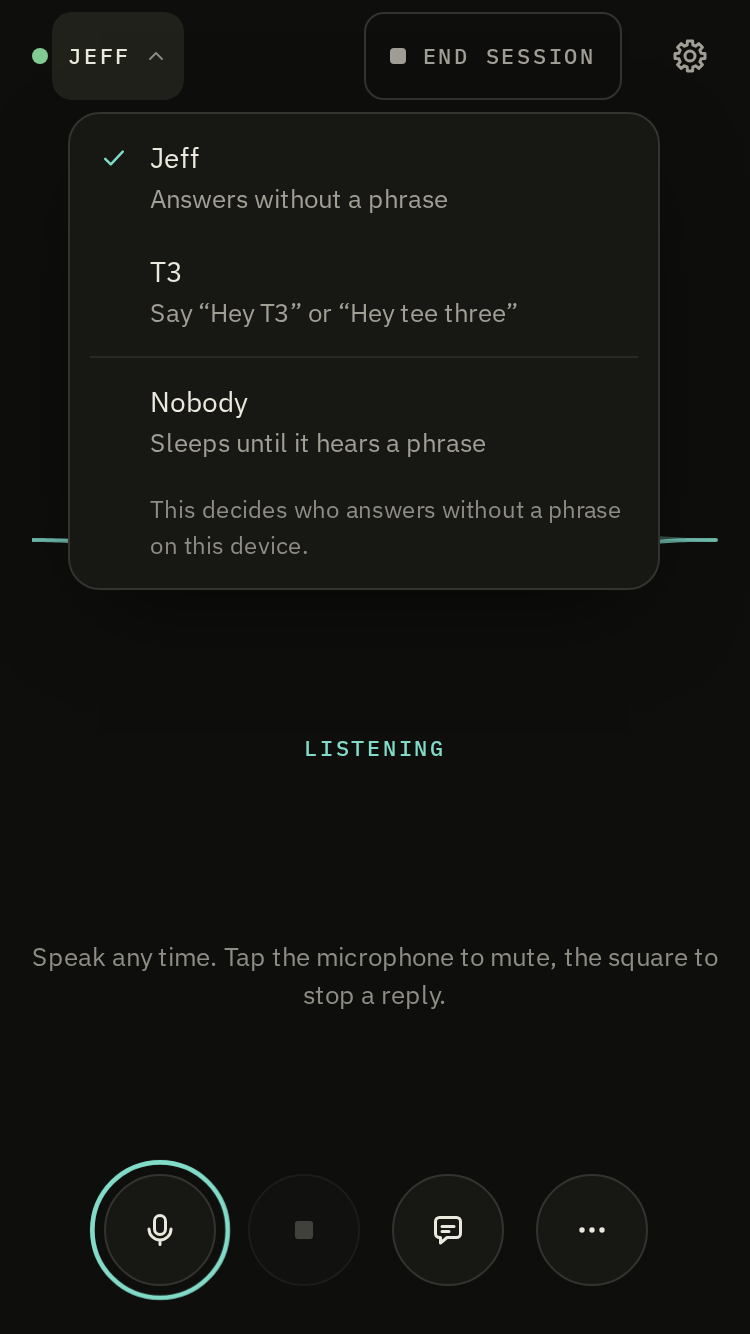 JEFF
END SESSION
Jeff
Answers without a phrase
T3
Say “Hey T3” or “Hey tee three”
Nobody
Sleeps until it hears a phrase
This decides who answers without a phrase
on this device.
LISTENING
Speak any time. Tap the microphone to mute, the square to
stop a reply.